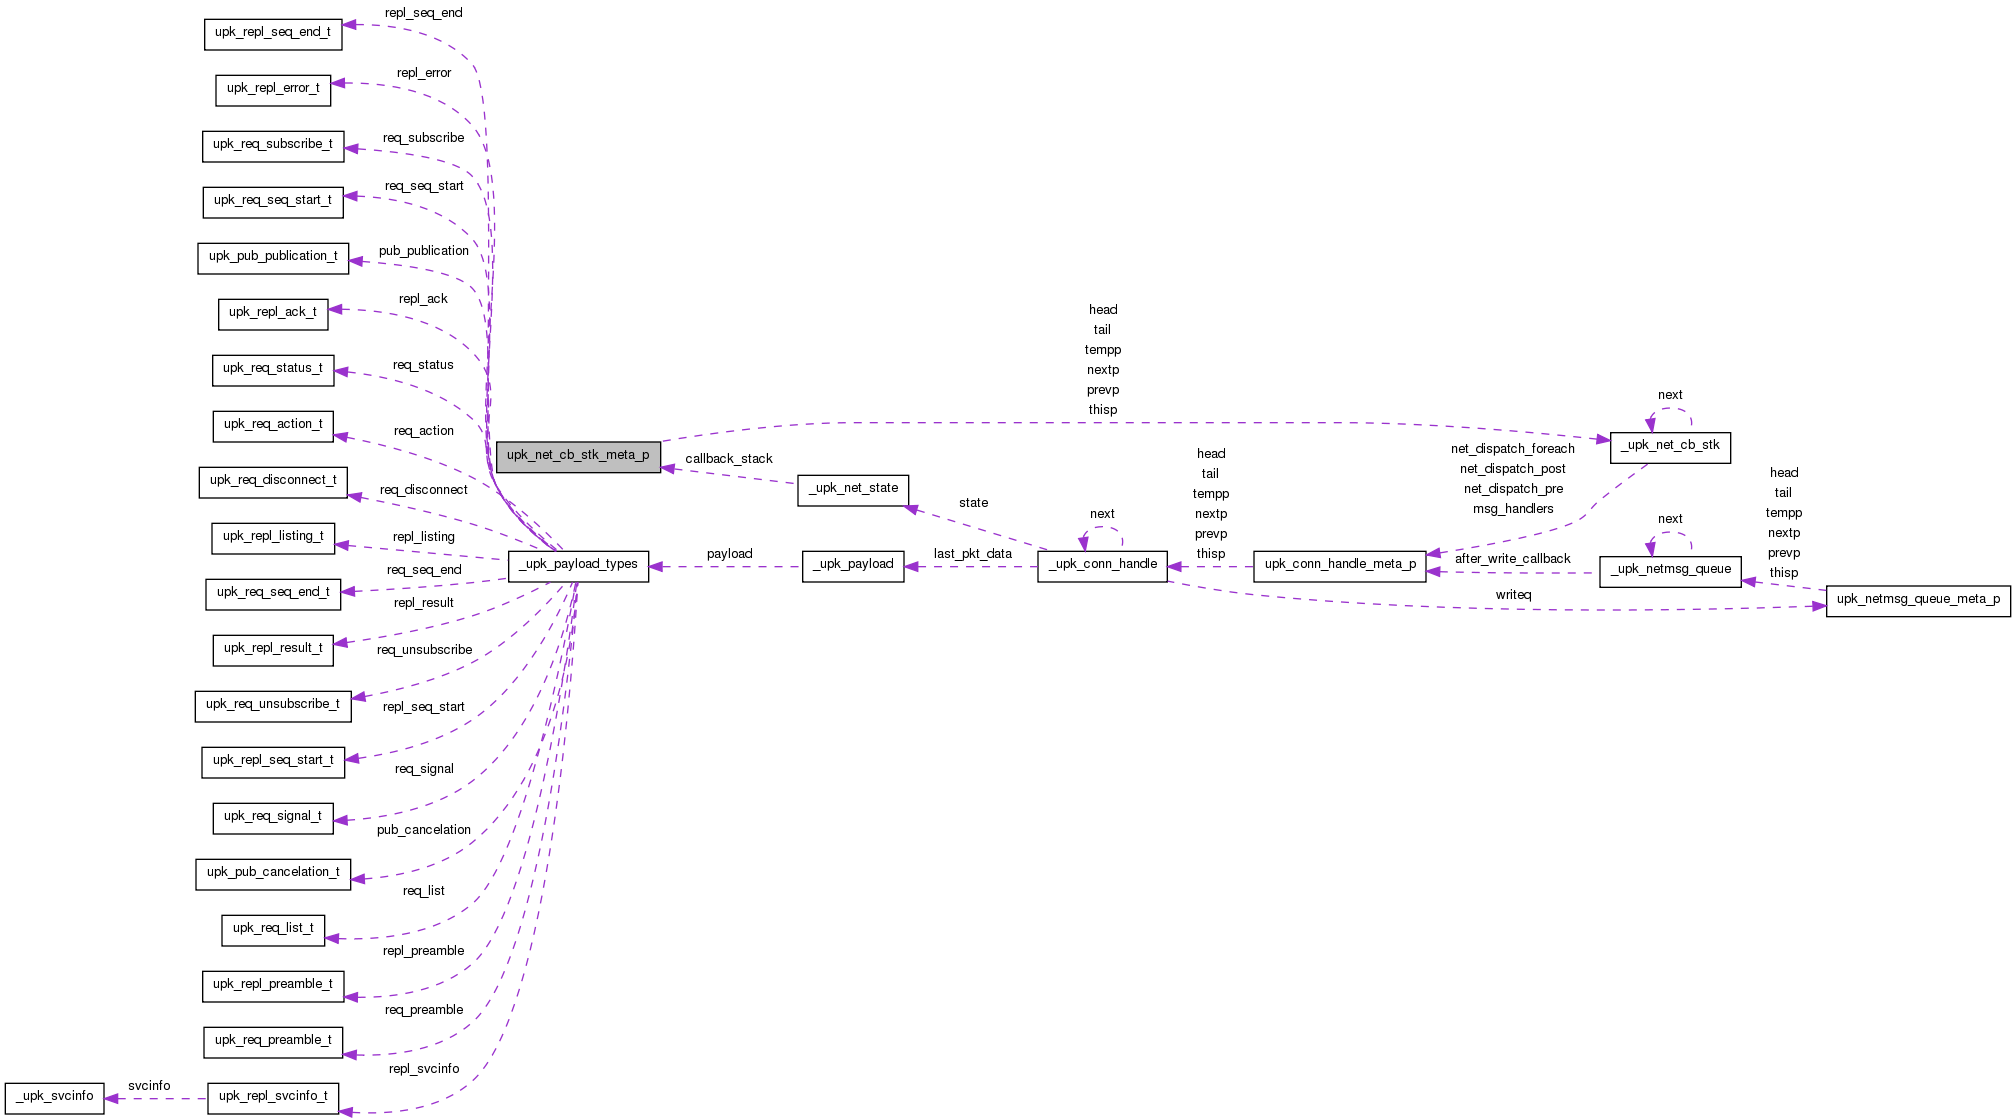 repl_seq_end
upk_repl_seq_end_t
repl_error
upk_repl_error_t
req_subscribe
upk_req_subscribe_t
req_seq_start
upk_req_seq_start_t
pub_publication
upk_pub_publication_t
repl_ack
upk_repl_ack_t
req_status
upk_req_status_t
req_action
upk_req_action_t
req_disconnect
upk_req_disconnect_t
repl_listing
upk_repl_listing_t
req_seq_end
upk_req_seq_end_t
repl_result
upk_repl_result_t
req_unsubscribe
upk_req_unsubscribe_t
repl_seq_start
upk_repl_seq_start_t
req_signal
upk_req_signal_t
pub_cancelation
upk_pub_cancelation_t
req_list
upk_req_list_t
repl_preamble
upk_repl_preamble_t
req_preamble
upk_req_preamble_t
repl_svcinfo
upk_repl_svcinfo_t
svcinfo
_upk_svcinfo
upk_net_cb_stk_meta_p
_upk_payload_types
payload
_upk_payload
callback_stack
_upk_net_state
state
last_pkt_data
next
_upk_conn_handle
head
tail
tempp
nextp
prevp
thisp
head
tail
tempp
nextp
prevp
thisp
upk_conn_handle_meta_p
next
_upk_net_cb_stk
net_dispatch_foreach
net_dispatch_post
net_dispatch_pre
msg_handlers
after_write_callback
next
_upk_netmsg_queue
writeq
head
tail
tempp
nextp
prevp
thisp
upk_netmsg_queue_meta_p